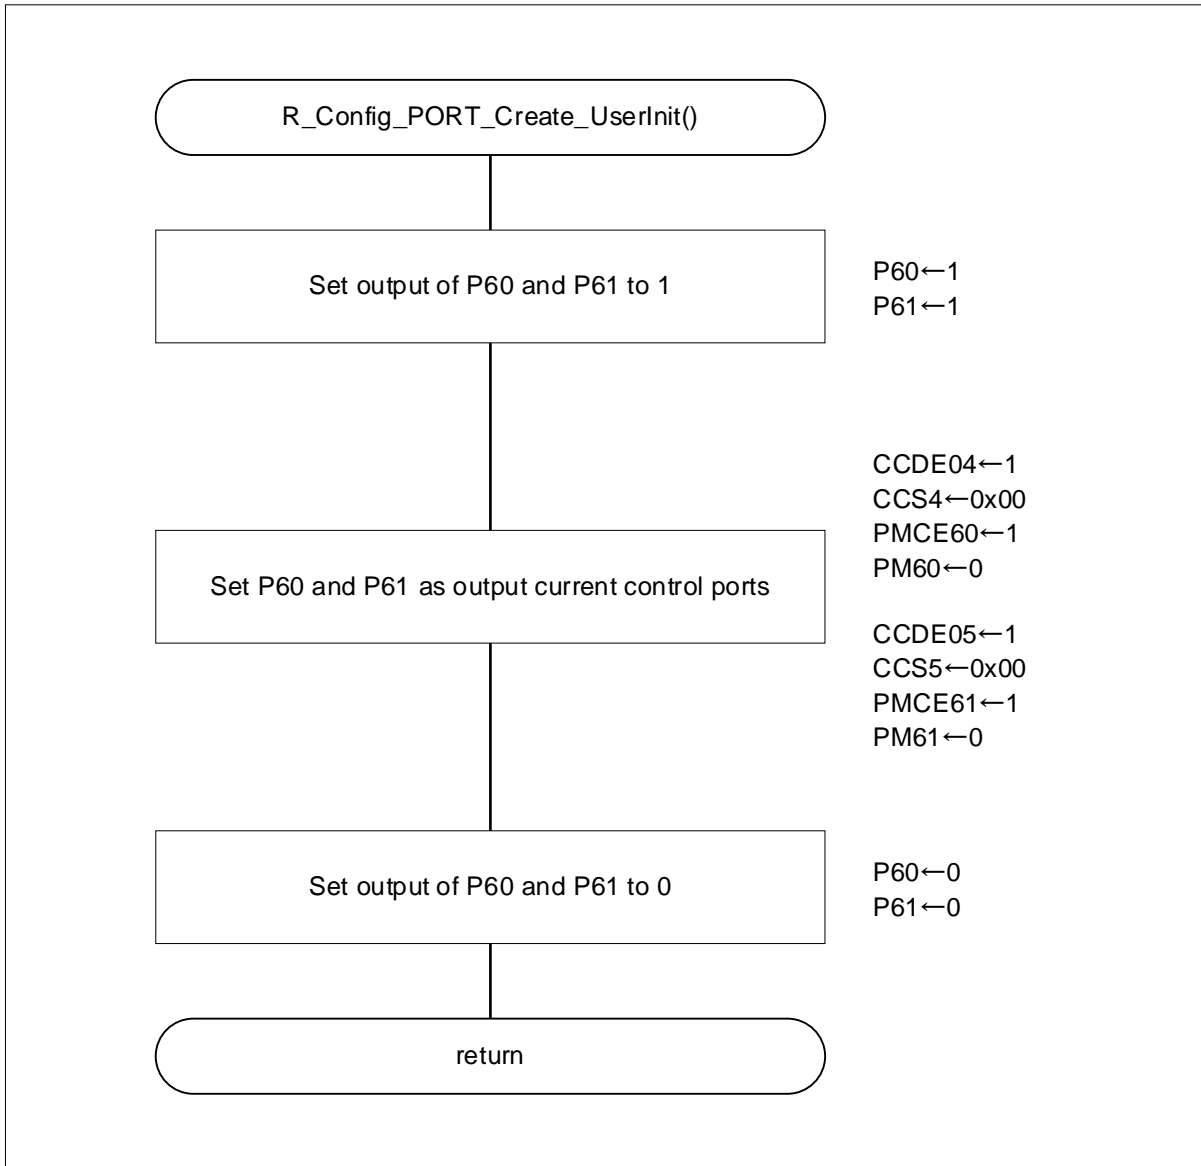 R_Config_PORT_Create_UserInit()
Set output of P60 and P61 to 1
P60←1
P61←1
Set P60 and P61 as output current control ports
CCDE04←1
CCS4←0x00
PMCE60←1
PM60←0
CCDE05←1
CCS5←0x00
PMCE61←1
PM61←0
Set output of P60 and P61 to 0
P60←0
P61←0
return